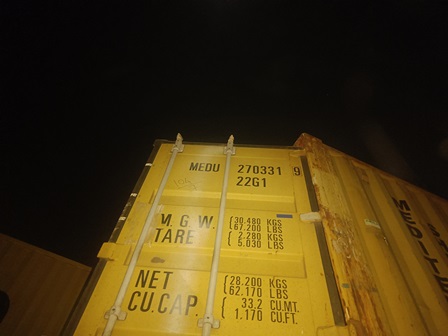 MEDU 270331 9
22G1
M.G.W. 30.480 KGS
67.200 LBS
TARE 2.280 KGS
5.030 LBS
NET 28.200 KGS
62.170 LBS
CU.CAP. 33.2 CU.MT.
1.170 CU.FT.